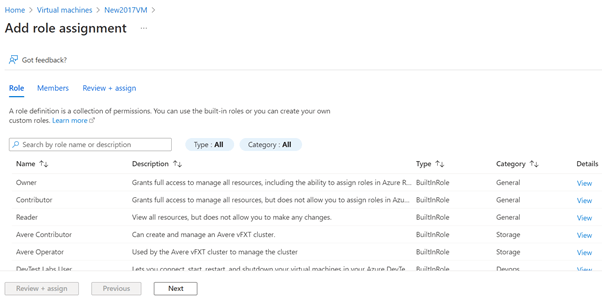 Home > Virtual machines > New2017VM >
Add role assignment ...
Got feedback?
Role Members Review + assign
A role definition is a collection of permissions. You can use the built-in roles or you can create your own
custom roles. Learn more
Search by role name or description Type : All Category : All
Name ↑↓ Description ↑↓ Type ↑↓ Category ↑↓ Details
Owner Grants full access to manage all resources, including the ability to assign roles in Azure R... BuiltInRole General View
Contributor Grants full access to manage all resources, but does not allow you to assign roles in Azu... BuiltInRole General View
Reader View all resources, but does not allow you to make any changes. BuiltInRole General View
Avere Contributor Can create and manage an Avere vFXT cluster. BuiltInRole Storage View
Avere Operator Used by the Avere vFXT cluster to manage the cluster BuiltInRole Storage View
DevTest Labs User Lets you connect, start, restart, and shutdown your virtual machines in your Azure DevTe... BuiltInRole Devops View
Review + assign Previous Next